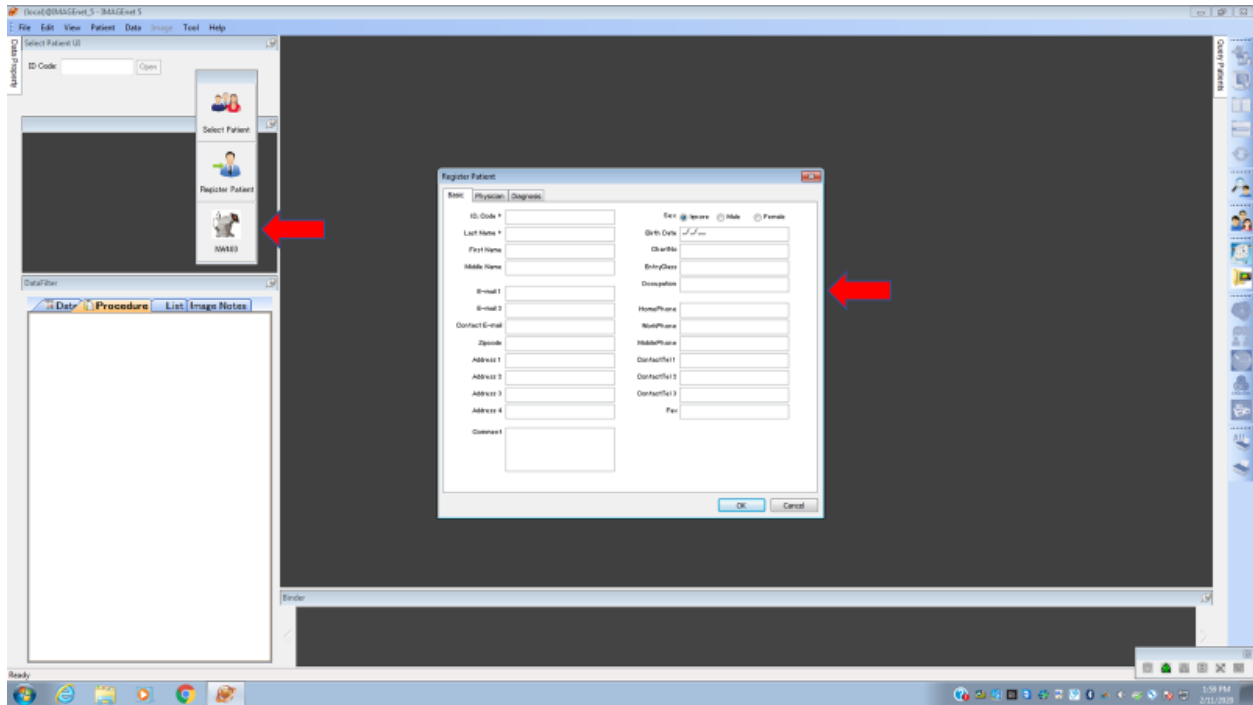 (local)@IMAGEnet_5 - IMAGEnet 5
File Edit View Patient Data Image Tool Help
Data Property
Select Patient UI
ID Code:
Open
Select Patient
Register Patient
NW400
DataFilter
Date Procedure List Image Notes
Register Patient
Basic Physician Diagnosis
ID. Code *
Last Name *
First Name
Middle Name
E-mail 1
E-mail 2
Contact E-mail
Zipcode
Address 1
Address 2
Address 3
Address 4
Comment
Sex Ignore Male Female
Birth Date _/_/__
ChartNo
EntryClass
Occupation
HomePhone
WorkPhone
MobilePhone
ContactTel 1
ContactTel 2
ContactTel 3
Fax
OK Cancel
Query Patients
Binder
Ready
1:59 PM